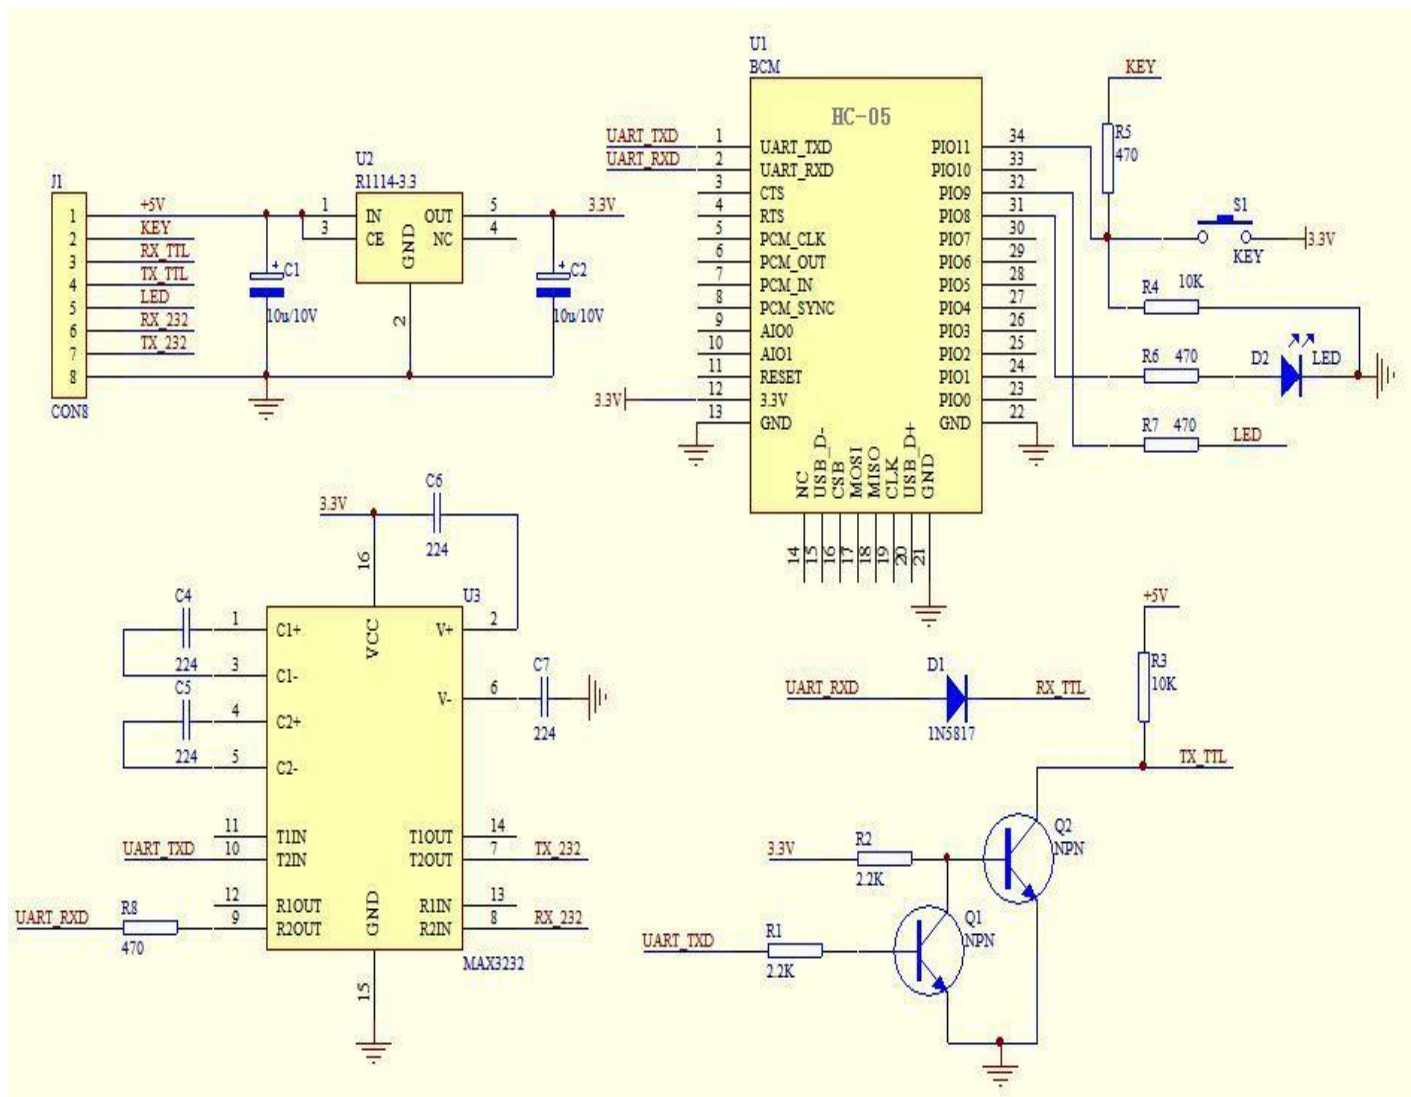 J1
1
2
3
4
5
6
7
8
CON8
+5V
KEY
RX_TTL
TX_TTL
LED
RX_232
TX_232
C1
10u/10V
U2
R1114-3.3
1
3
IN
CE
GND
OUT
NC
5
4
2
3.3V
C2
10u/10V
U1
BCM
HC-05
UART_TXD
UART_RXD
1
2
3
4
5
6
7
8
9
10
11
12
13
UART_TXD
UART_RXD
CTS
RTS
PCM_CLK
PCM_OUT
PCM_IN
PCM_SYNC
AIO0
AIO1
RESET
3.3V
GND
3.3V
PIO11
PIO10
PIO9
PIO8
PIO7
PIO6
PIO5
PIO4
PIO3
PIO2
PIO1
PIO0
GND
34
33
32
31
30
29
28
27
26
25
24
23
22
NC
USB_D-
CSB
MOSI
MISO
CLK
USB_D+
GND
14
15
16
17
18
19
20
21
KEY
R5
470
S1
KEY
3.3V
R4 10K
R6 470
D2 LED
R7 470
LED
3.3V
C6
224
16
U3
C4
224
C5
224
1
3
4
5
C1+
C1-
C2+
C2-
VCC
V+
V-
2
6
C7
224
11
10
12
9
T1IN
T2IN
R1OUT
R2OUT
GND
T1OUT
T2OUT
R1IN
R2IN
14
7
13
8
UART_TXD
UART_RXD
R8
470
TX_232
RX_232
MAX3232
15
UART_RXD
D1
1N5817
RX_TTL
+5V
R3
10K
TX_TTL
Q2
NPN
3.3V
R2
2.2K
Q1
NPN
UART_TXD
R1
2.2K